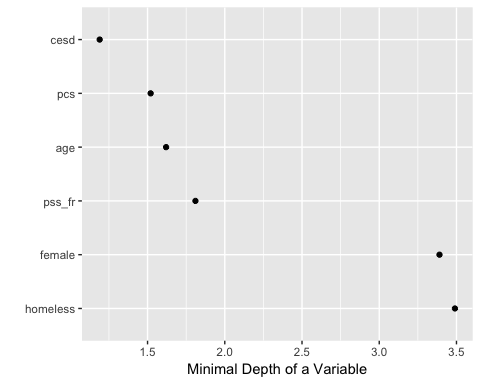 cesd
pcs
age
pss_fr
female
homeless
1.5 2.0 2.5 3.0 3.5
Minimal Depth of a Variable